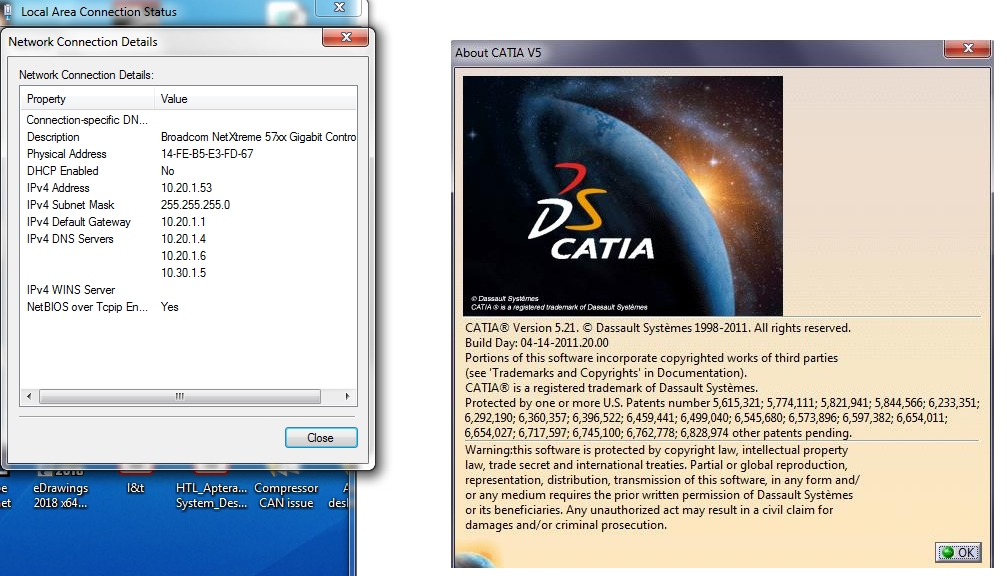 Local Area Connection Status
Network Connection Details
Network Connection Details:
Property Value
Connection-specific DN...
Description Broadcom NetXtreme 57xx Gigabit Contro
Physical Address 14-FE-B5-E3-FD-67
DHCP Enabled No
IPv4 Address 10.20.1.53
IPv4 Subnet Mask 255.255.255.0
IPv4 Default Gateway 10.20.1.1
IPv4 DNS Servers 10.20.1.4
10.20.1.6
10.30.1.5
IPv4 WINS Server
NetBIOS over Tcpip En... Yes
Close
eDrawings I&t HTL_Aptera... Compressor
2018 x64... System_Des... CAN issue
About CATIA V5
DS
CATIA
© Dassault Systèmes
CATIA ® is a registered trademark of Dassault Systèmes
CATIA® Version 5.21. © Dassault Systèmes 1998-2011. All rights reserved.
Build Day: 04-14-2011.20.00
Portions of this software incorporate copyrighted works of third parties
(see 'Trademarks and Copyrights' in Documentation).
CATIA® is a registered trademark of Dassault Systèmes.
Protected by one or more U.S. Patents number 5,615,321; 5,774,111; 5,821,941; 5,844,566; 6,233,351;
6,292,190; 6,360,357; 6,396,522; 6,459,441; 6,499,040; 6,545,680; 6,573,896; 6,597,382; 6,654,011;
6,654,027; 6,717,597; 6,745,100; 6,762,778; 6,828,974 other patents pending.
Warning:this software is protected by copyright law, intellectual property
law, trade secret and international treaties. Partial or global reproduction,
representation, distribution, transmission of this software, in any form and/
or any medium requires the prior written permission of Dassault Systèmes
or its beneficiaries. Any unauthorized act may result in a civil claim for
damages and/or criminal prosecution.
OK